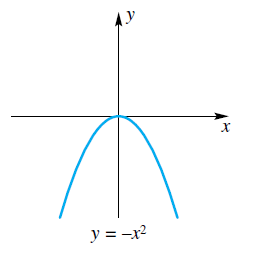 y
x
y = –x²